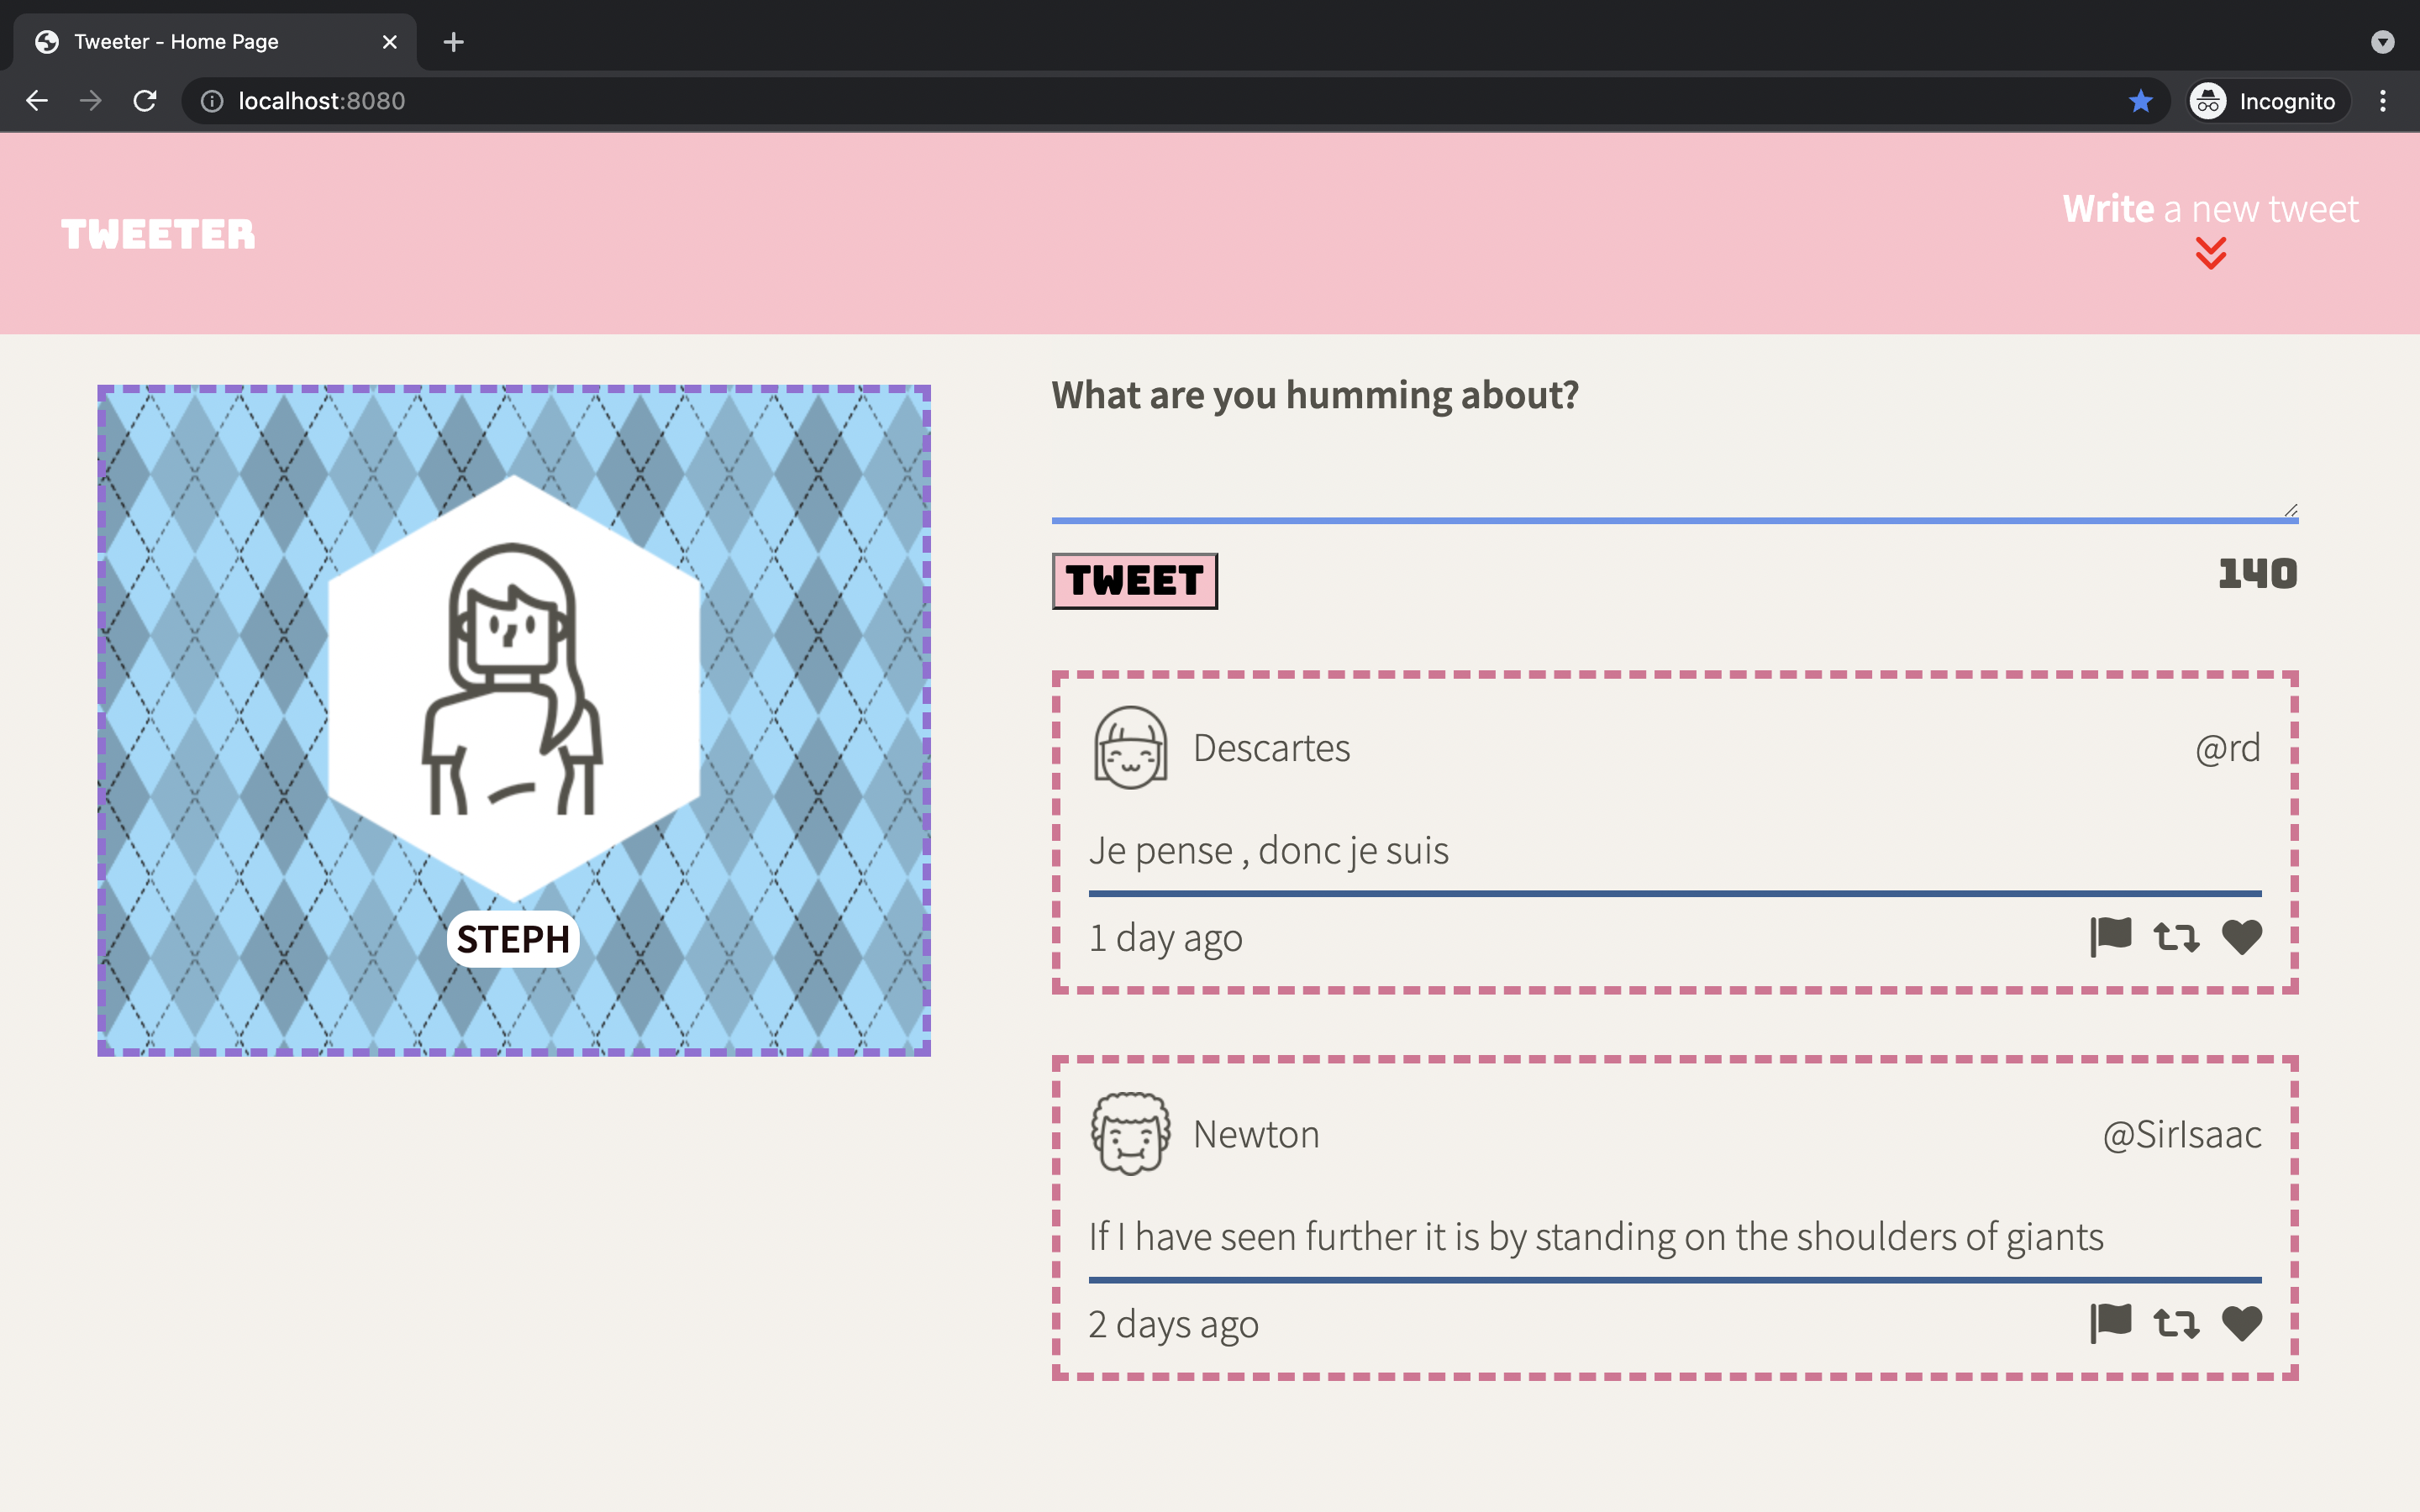 Tweeter - Home Page
localhost:8080
Incognito
TWEETER
Write a new tweet
What are you humming about?
TWEET
140
STEPH
Descartes
@rd
Je pense , donc je suis
1 day ago
Newton
@SirIsaac
If I have seen further it is by standing on the shoulders of giants
2 days ago